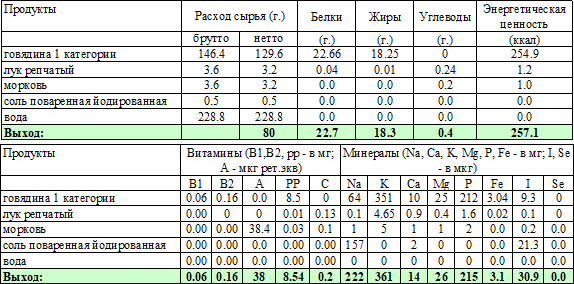 Продукты Расход сырья (г.) Белки Жиры Углеводы Энергетическая ценность
брутто нетто (г.) (г.) (г.) (ккал)
говядина 1 категории 146.4 129.6 22.66 18.25 0 254.9
лук репчатый 3.6 3.2 0.04 0.01 0.24 1.2
морковь 3.6 3.2 0.0 0.0 0.2 1.0
соль поваренная йодированная 0.5 0.5 0.0 0.0 0.0 0.0
вода 228.8 228.8 0.0 0.0 0.0 0.0
Выход: 80 22.7 18.3 0.4 257.1
Продукты Витамины (В1,В2, рр - в мг; Минералы (Na, Ca, K, Mg, P, Fe - в мг; I, Se
А - мкг рет.экв) - в мкг)
B1 B2 A PP C Na K Ca Mg P Fe I Se
говядина 1 категории 0.06 0.16 0.0 8.5 0 64 351 10 25 212 3.04 9.3 0
лук репчатый 0.00 0 0 0.01 0.13 0.1 4.65 0.9 0.4 1.6 0.02 0.1 0
морковь 0.00 0.00 38.4 0.03 0.1 1 5 1 1 2 0.0 0.2 0.0
соль поваренная йодированная 0.00 0.00 0.0 0.00 0.00 157 0 2 0 0 0.0 21.3 0.0
вода 0.00 0.00 0.0 0.00 0.00 0 0 0 0 0 0.0 0.0 0.0
Выход: 0.06 0.16 38 8.54 0.2 222 361 14 26 215 3.1 30.9 0.0